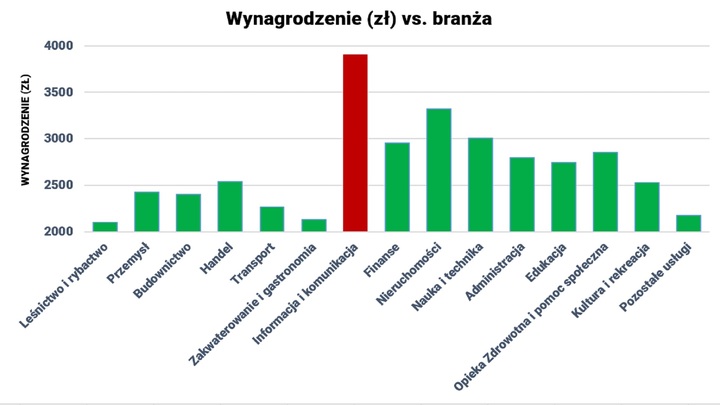 Wynagrodzenie (zł) vs. branża
WYNAGRODZENIE (ZŁ)
4000
3500
3000
2500
2000
Leśnictwo i rybactwo
Przemysł
Budownictwo
Handel
Transport
Zakwaterowanie i gastronomia
Informacja i komunikacja
Finanse
Nieruchomości
Nauka i technika
Administracja
Edukacja
Opieka Zdrowotna i pomoc społeczna
Kultura i rekreacja
Pozostałe usługi